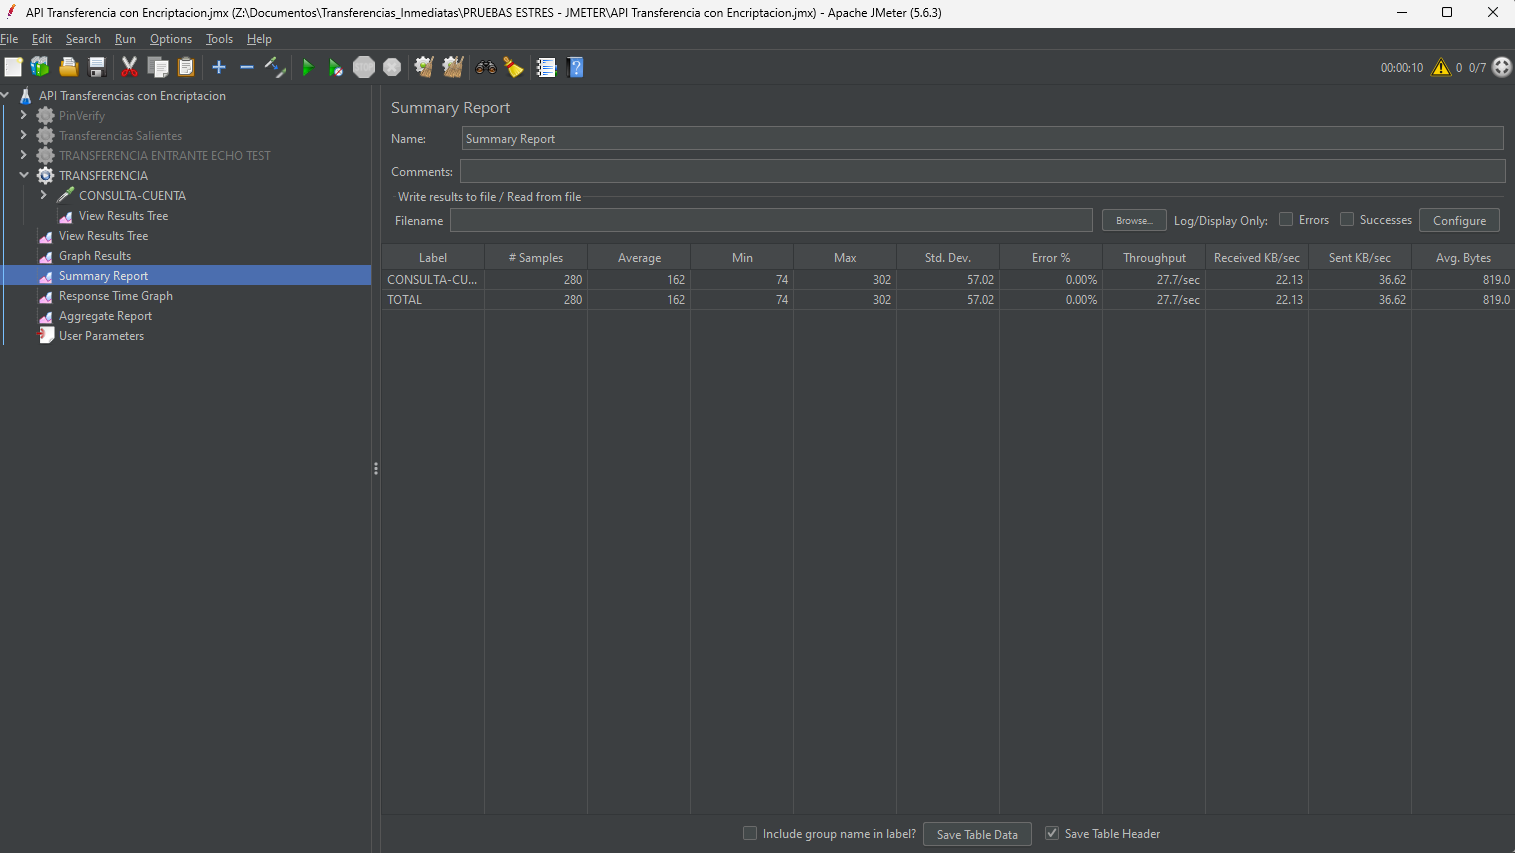 API Transferencia con Encriptacion.jmx (Z:\Documentos\Transferencias_Inmediatas\PRUEBAS ESTRES - JMETER\API Transferencia con Encriptacion.jmx) - Apache JMeter (5.6.3)
File Edit Search Run Options Tools Help
00:00:10 0 0/7
API Transferencias con Encriptacion
PinVerify
Transferencias Salientes
TRANSFERENCIA ENTRANTE ECHO TEST
TRANSFERENCIA
CONSULTA-CUENTA
View Results Tree
View Results Tree
Graph Results
Summary Report
Response Time Graph
Aggregate Report
User Parameters
Summary Report
Name: Summary Report
Comments:
Write results to file / Read from file
Filename Browse... Log/Display Only: Errors Successes Configure
Label # Samples Average Min Max Std. Dev. Error % Throughput Received KB/sec Sent KB/sec Avg. Bytes
CONSULTA-CU... 280 162 74 302 57.02 0.00% 27.7/sec 22.13 36.62 819.0
TOTAL 280 162 74 302 57.02 0.00% 27.7/sec 22.13 36.62 819.0
Include group name in label? Save Table Data Save Table Header